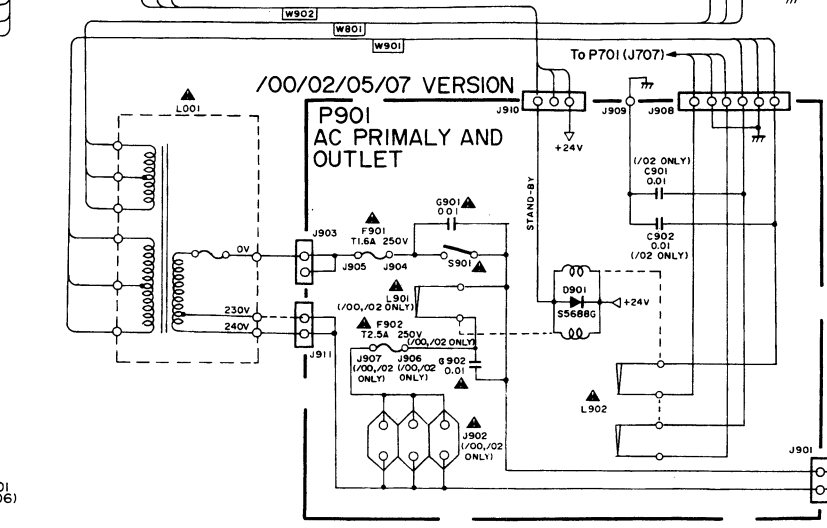 W902
W801
W901
To P701 (J707)
/00/02/05/07 VERSION
L001
P901
AC PRIMALY AND
OUTLET
J910
J909
J908
+24V
(/02 ONLY)
C901
0.01
STAND-BY
F901
T1.6A 250V
0.01
J903
C902
0.01
(/02 ONLY)
0V
J905
J904
S901
L901
(/00,/02 ONLY)
D901
S5688G
+24V
230V
240V
F902
T2.5A 250V
(/00,/02 ONLY)
J911
J907
(/00,/02
ONLY)
J906
(/00,/02
ONLY)
0.01
L902
J902
(/00,/02
ONLY)
J901